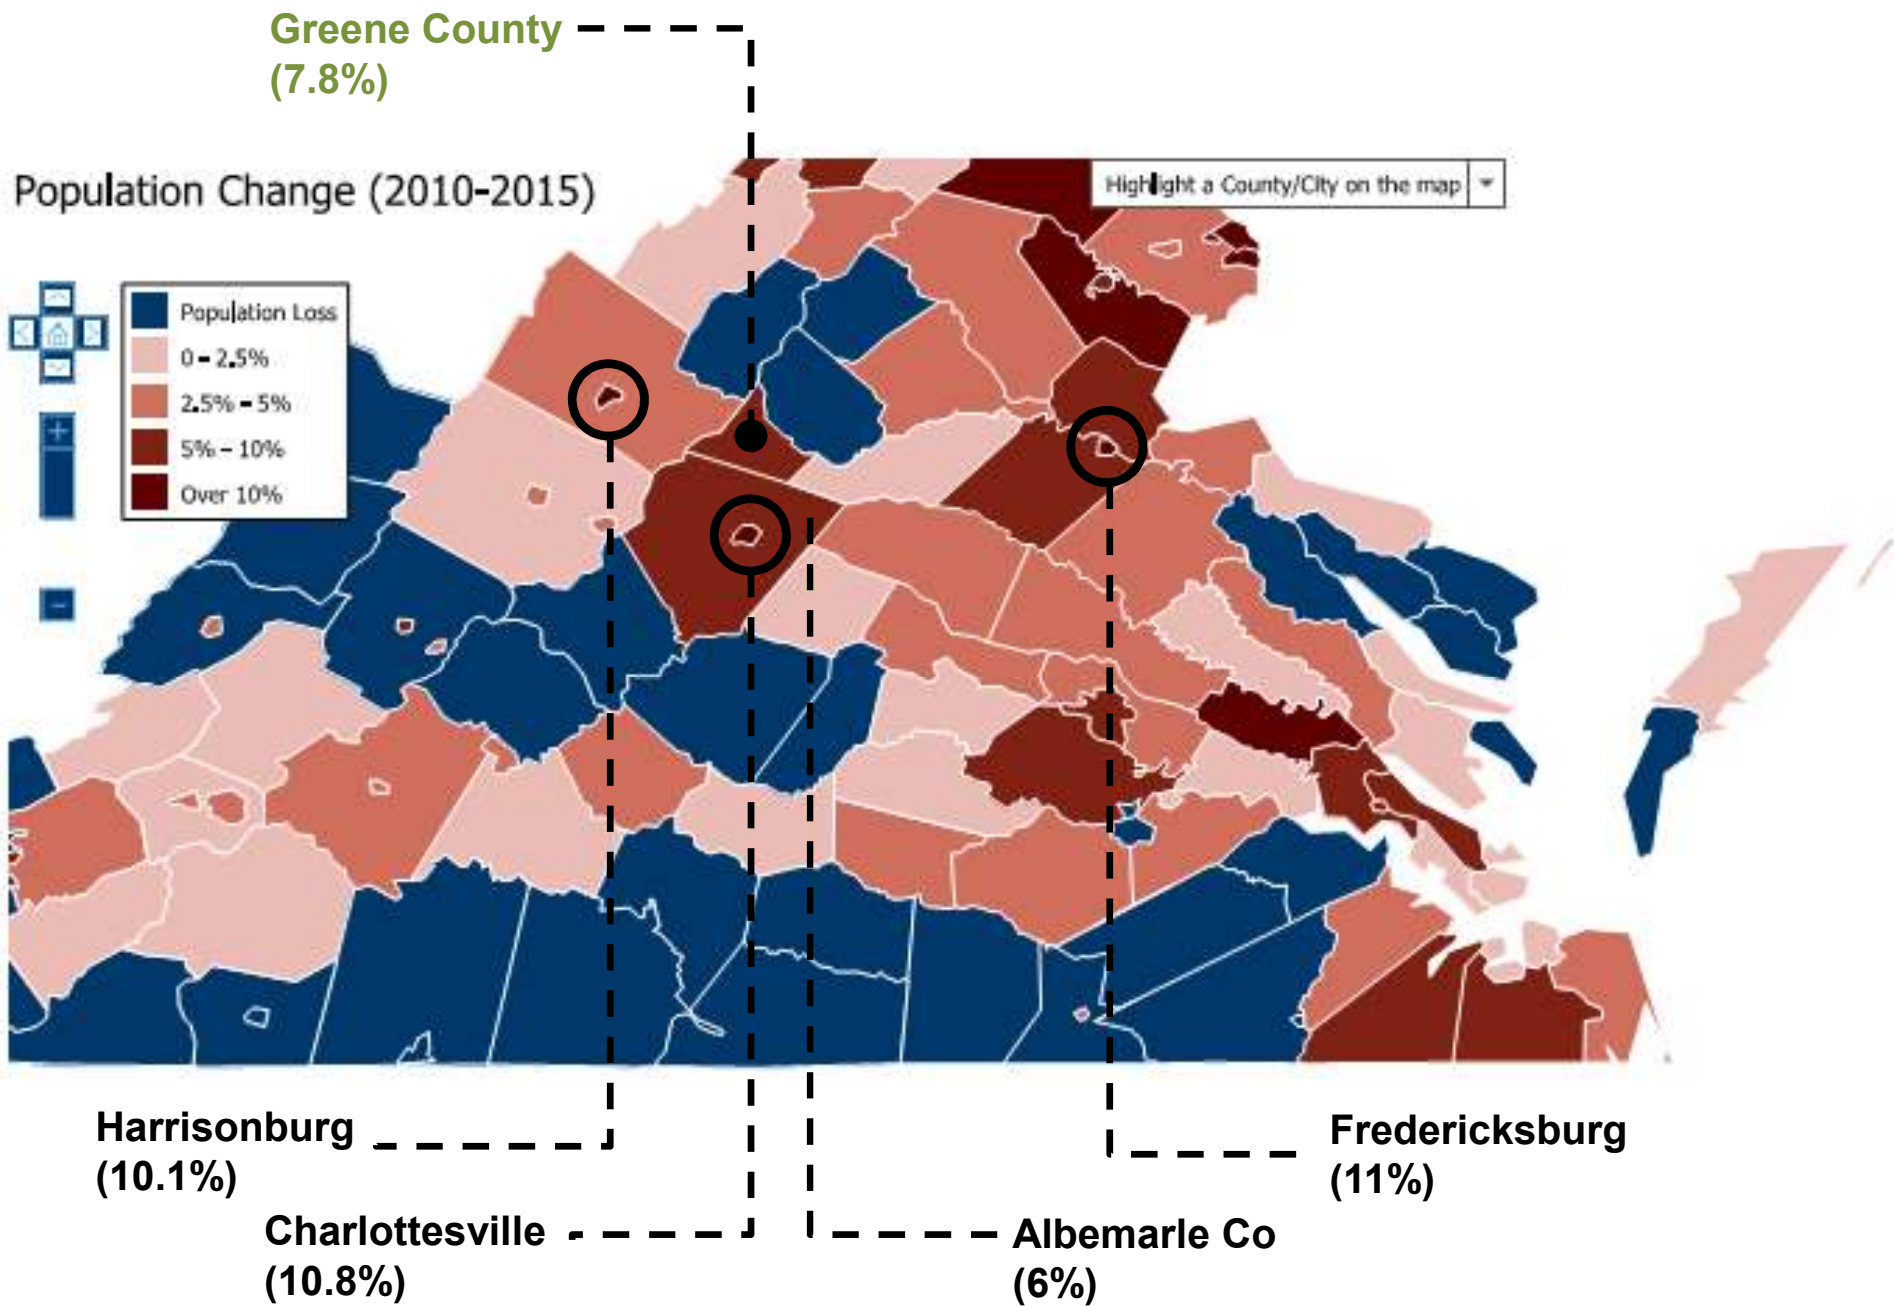 Greene County
(7.8%)
Population Change (2010-2015)
Highlight a County/City on the map
Population Loss
0 - 2.5%
2.5% - 5%
5% - 10%
Over 10%
+
-
Harrisonburg
(10.1%)
Fredericksburg
(11%)
Charlottesville
(10.8%)
Albemarle Co
(6%)